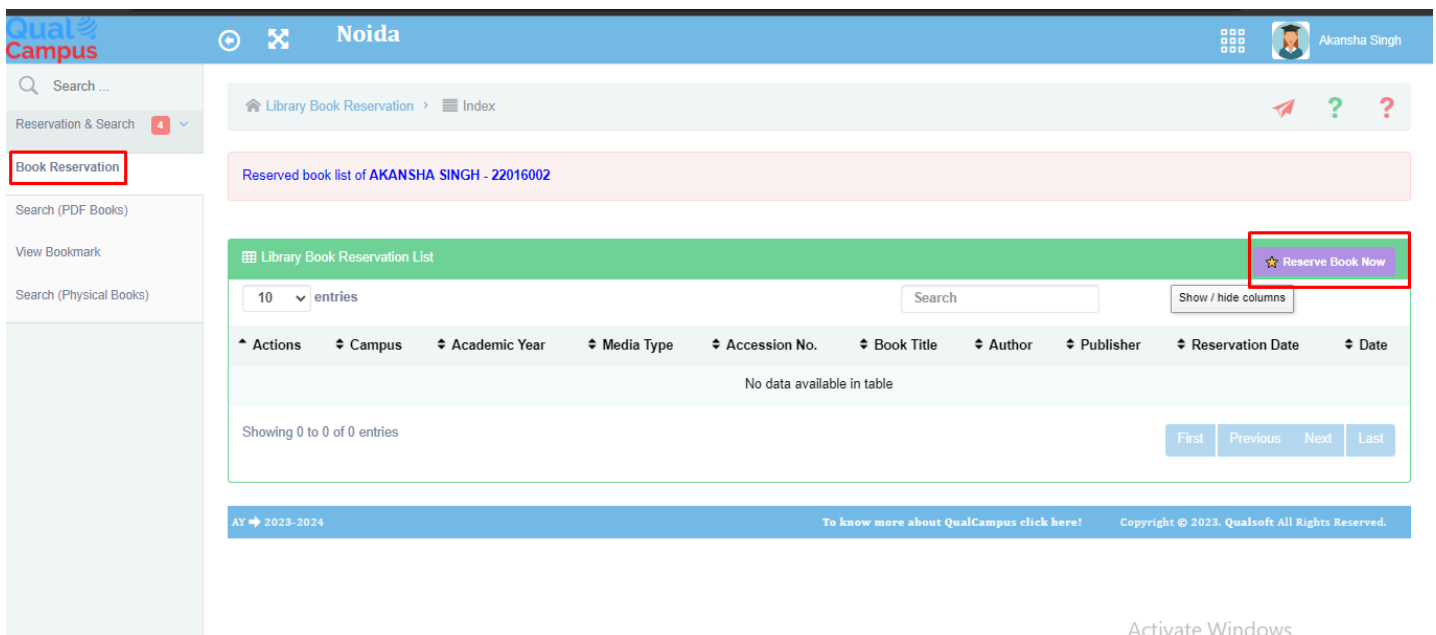 Qual
Campus
Noida
Akansha Singh
Search ...
Reservation & Search 4
Book Reservation
Search (PDF Books)
View Bookmark
Search (Physical Books)
Library Book Reservation > Index
? ?
Reserved book list of AKANSHA SINGH - 22016002
Library Book Reservation List
Reserve Book Now
10 entries
Search
Show / hide columns
Actions Campus Academic Year Media Type Accession No. Book Title Author Publisher Reservation Date Date
No data available in table
Showing 0 to 0 of 0 entries
First Previous Next Last
AY 2023-2024 To know more about QualCampus click here! Copyright © 2023. Qualsoft All Rights Reserved.
Activate Windows